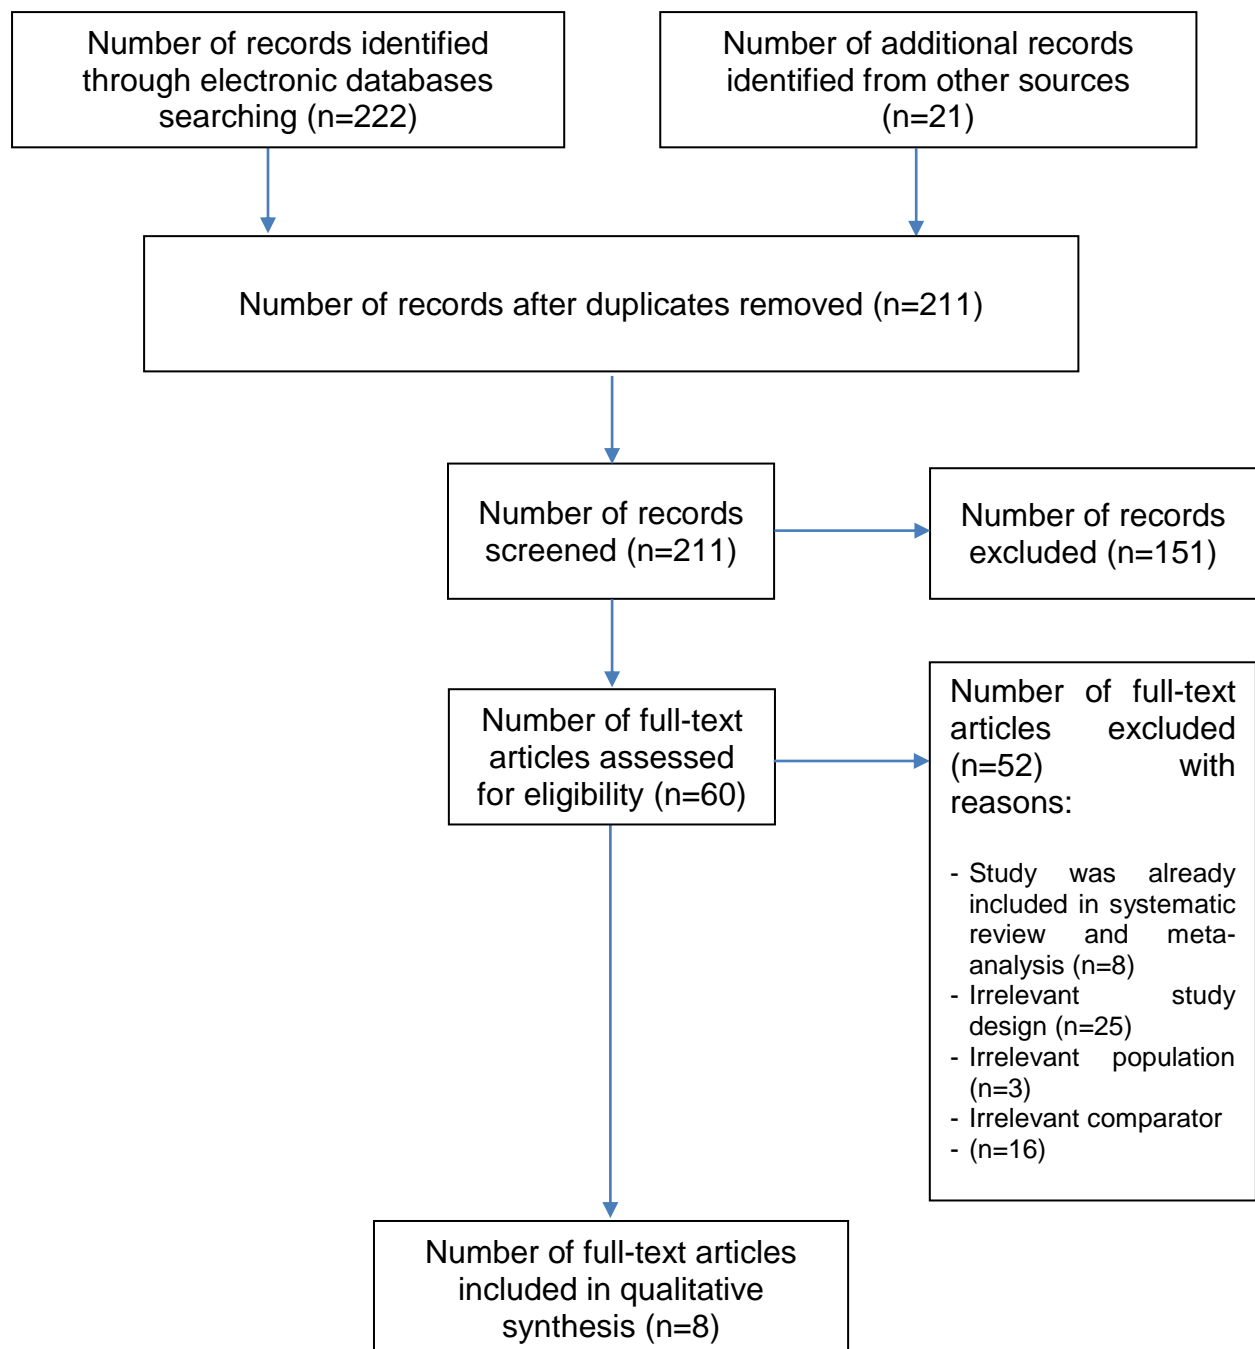 Number of records identified
through electronic databases
searching (n=222)
Number of additional records
identified from other sources
(n=21)
Number of records after duplicates removed (n=211)
Number of records
screened (n=211)
Number of records
excluded (n=151)
Number of full-text
articles assessed
for eligibility (n=60)
Number of full-text
articles excluded
(n=52) with
reasons:
- Study was already
included in systematic
review and meta-
analysis (n=8)
- Irrelevant study
design (n=25)
- Irrelevant population
(n=3)
- Irrelevant comparator
- (n=16)
Number of full-text articles
included in qualitative
synthesis (n=8)